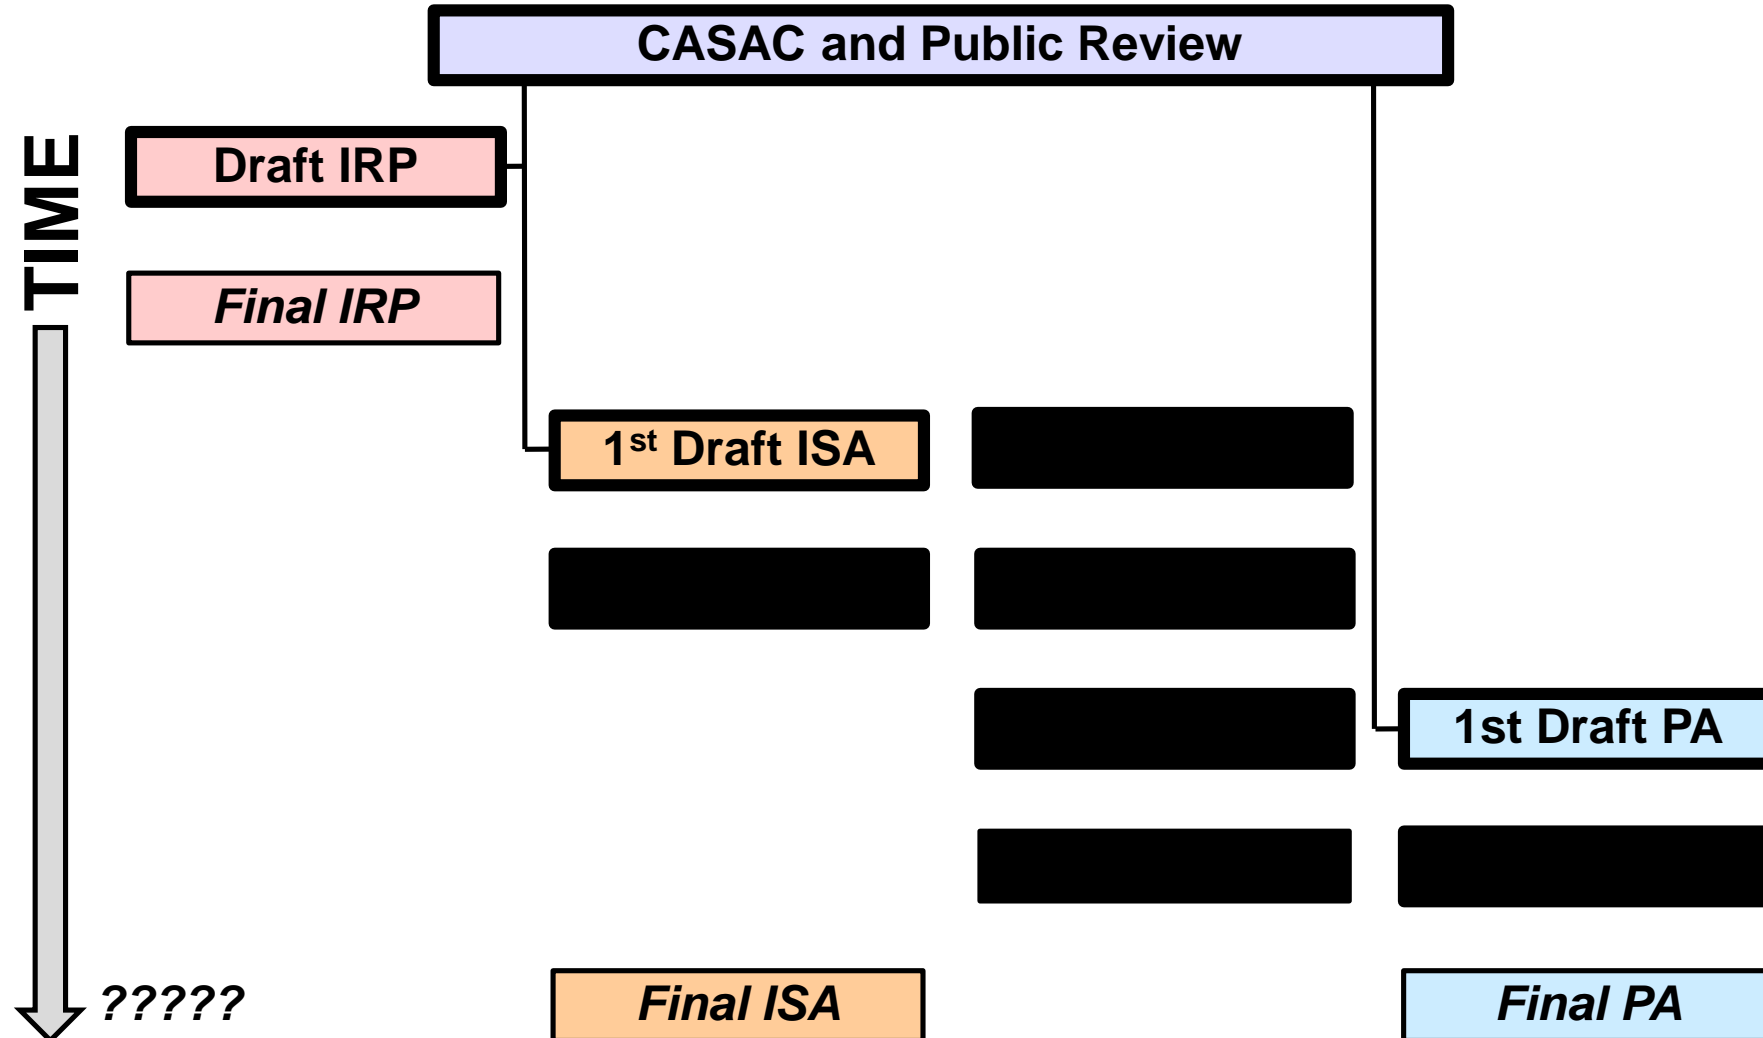 CASAC and Public Review
TIME
Draft IRP
Final IRP
1st Draft ISA
1st Draft PA
?????
Final ISA
Final PA